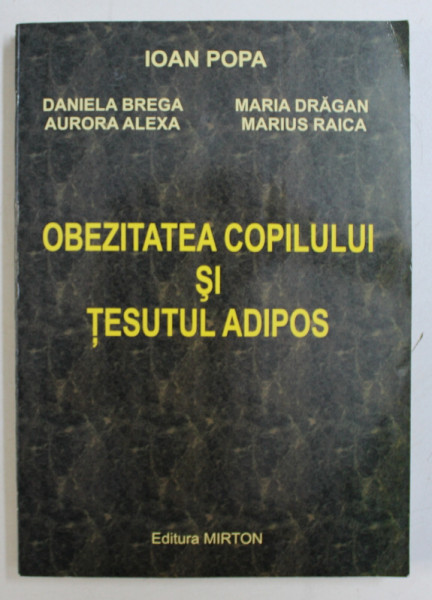 IOAN POPA
DANIELA BREGA MARIA DRĂGAN
AURORA ALEXA MARIUS RAICA
OBEZITATEA COPILULUI
ŞI
ŢESUTUL ADIPOS
Editura MIRTON